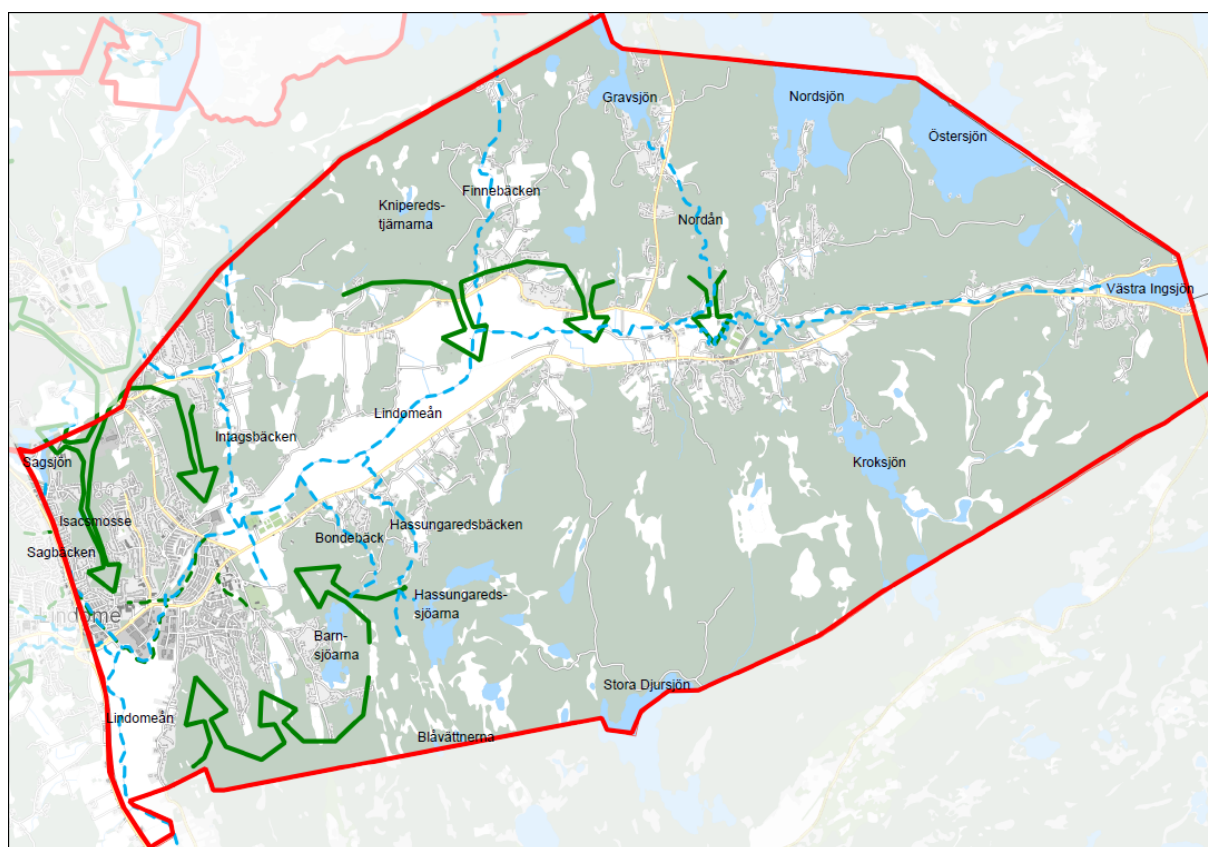 Gravsjön
Nordsjön
Östersjön
Finnebäcken
Knipereds-
tjärnarna
Nordån
Västra Ingsjön
Lindomeån
Intagsbäcken
Sagsjön
Kroksjön
Isacsmosse
Hassungaredsbäcken
Bondebäck
Sagbäcken
Hassungareds-
sjöarna
Lindome
Barn-
sjöarna
Stora Djursjön
Lindomeån
Blåvättnerna